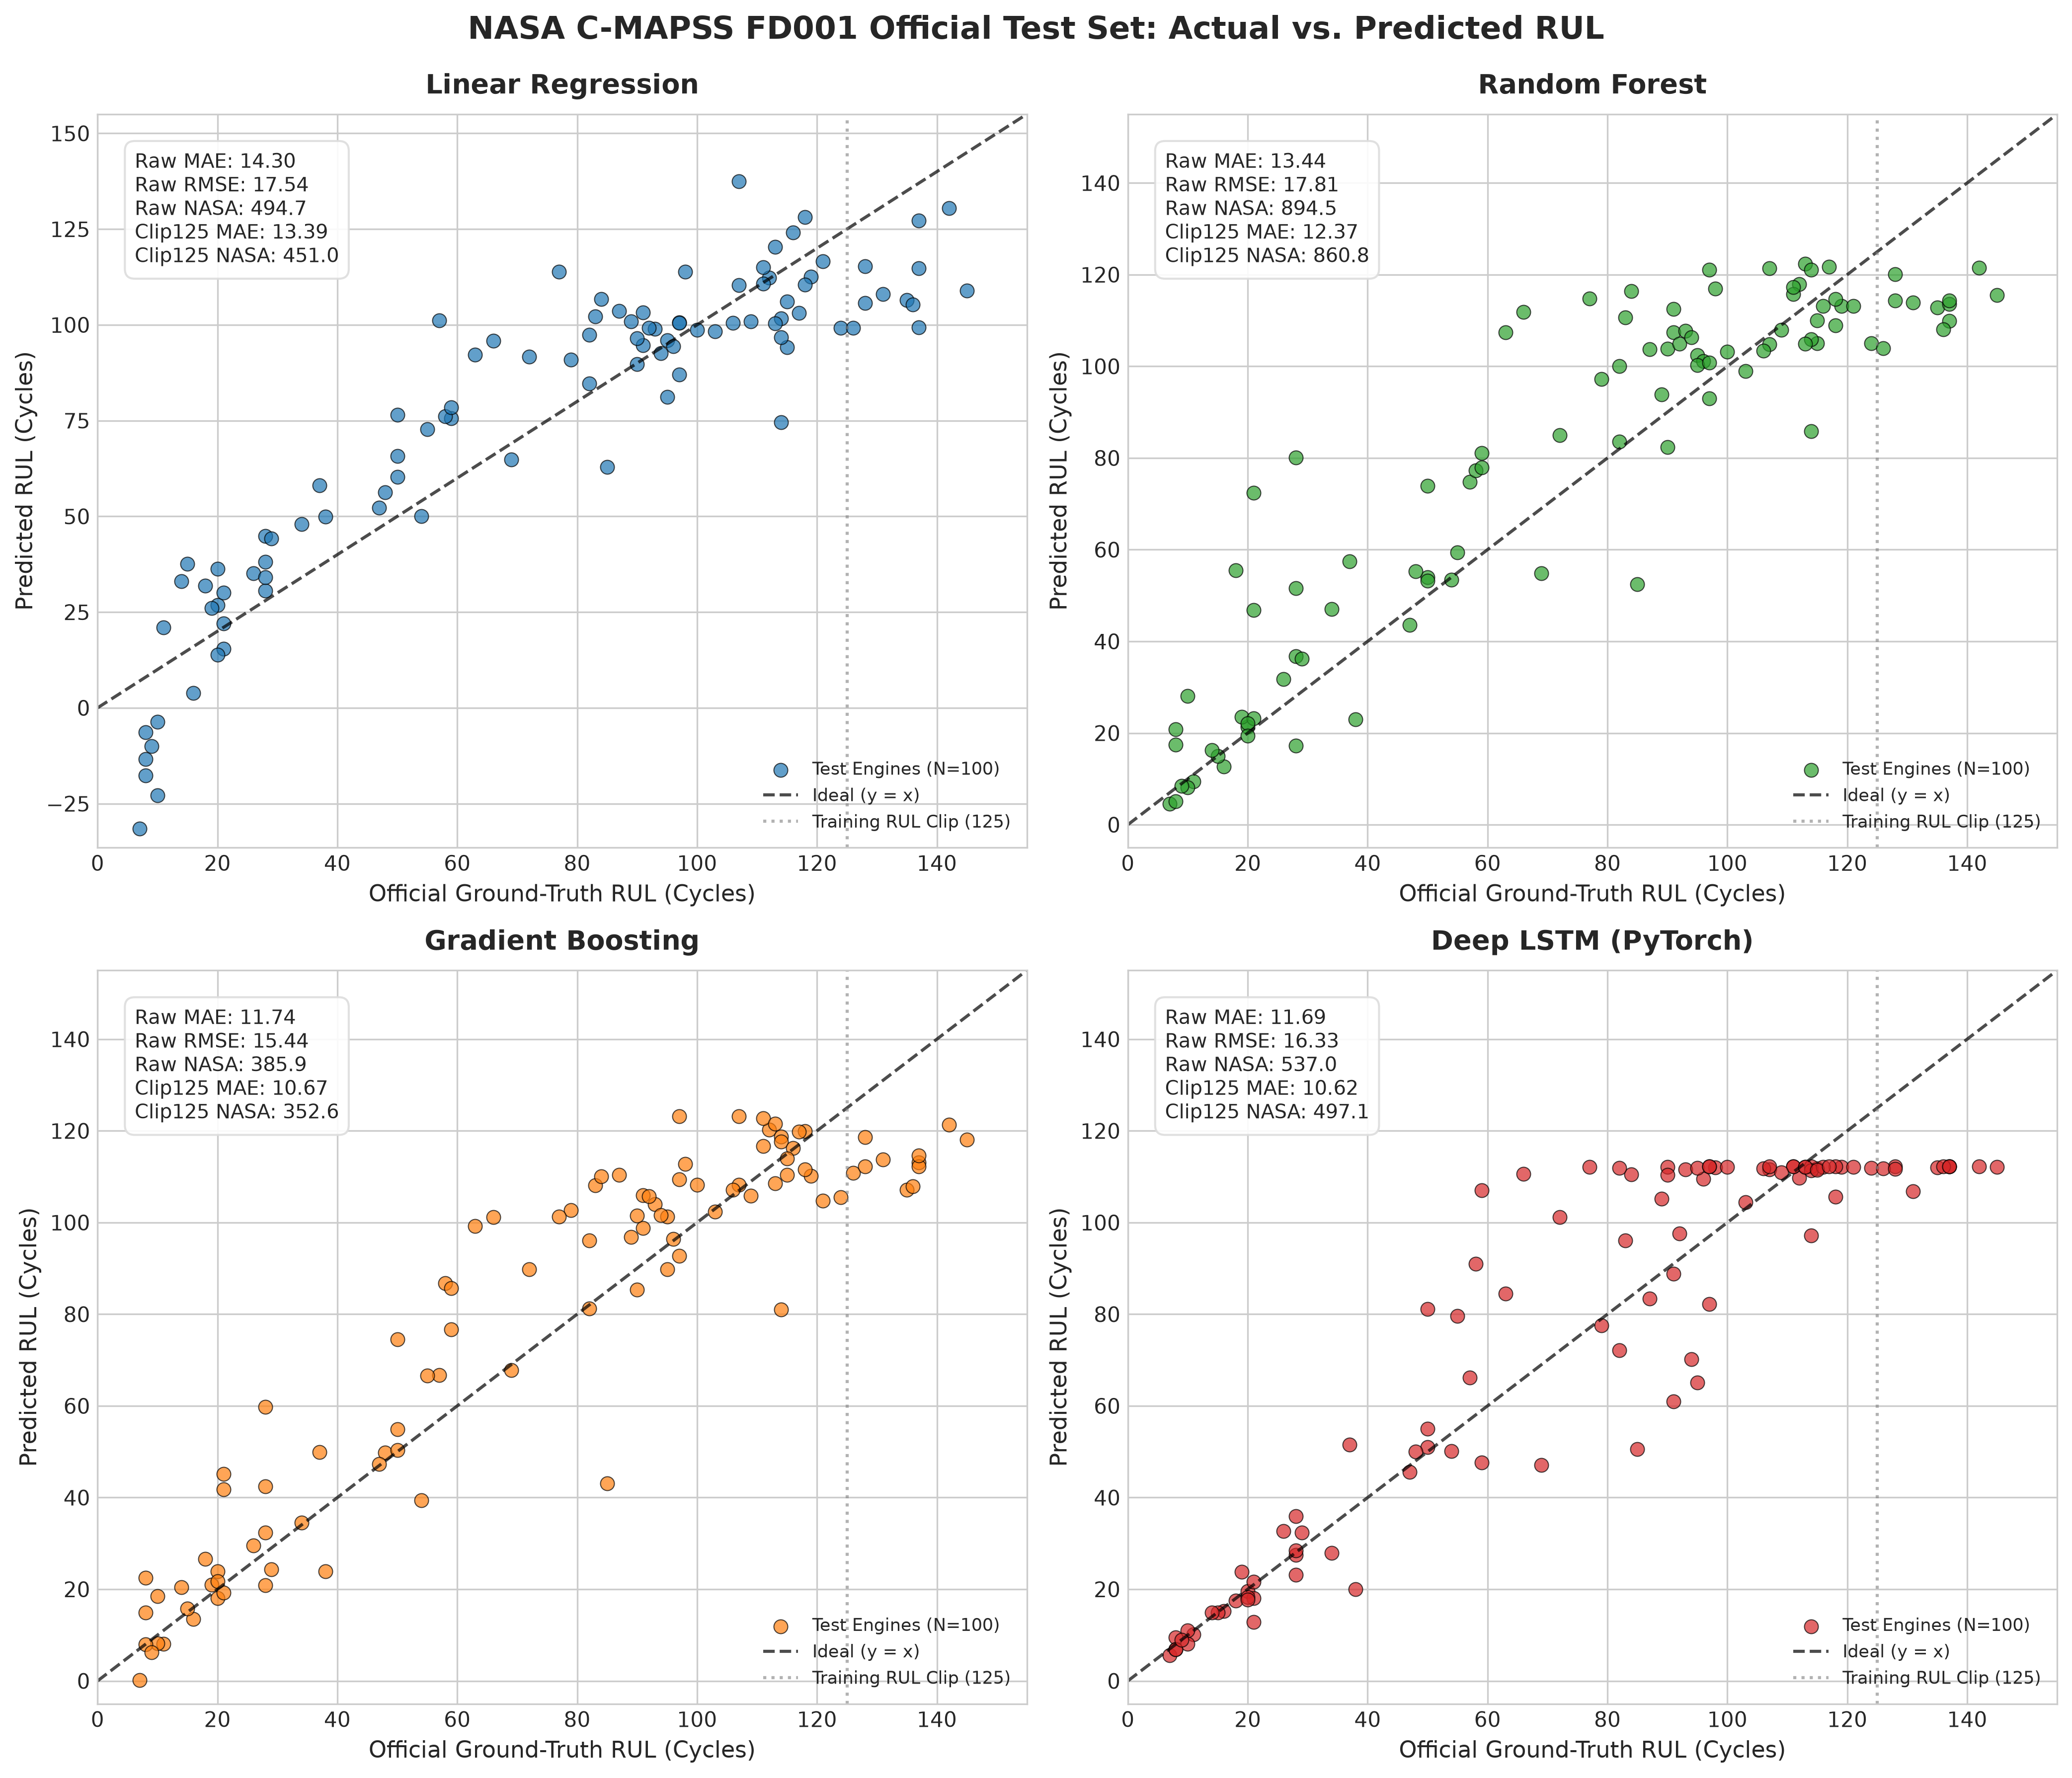 NASA C-MAPSS FD001 Official Test Set: Actual vs. Predicted RUL
Linear Regression
Raw MAE: 14.30
Raw RMSE: 17.54
Raw NASA: 494.7
Clip125 MAE: 13.39
Clip125 NASA: 451.0
150
125
100
75
50
25
0
−25
Predicted RUL (Cycles)
Test Engines (N=100)
Ideal (y = x)
Training RUL Clip (125)
0 20 40 60 80 100 120 140
Official Ground-Truth RUL (Cycles)
Random Forest
Raw MAE: 13.44
Raw RMSE: 17.81
Raw NASA: 894.5
Clip125 MAE: 12.37
Clip125 NASA: 860.8
140
120
100
80
60
40
20
0
Predicted RUL (Cycles)
Test Engines (N=100)
Ideal (y = x)
Training RUL Clip (125)
0 20 40 60 80 100 120 140
Official Ground-Truth RUL (Cycles)
Gradient Boosting
Raw MAE: 11.74
Raw RMSE: 15.44
Raw NASA: 385.9
Clip125 MAE: 10.67
Clip125 NASA: 352.6
140
120
100
80
60
40
20
0
Predicted RUL (Cycles)
Test Engines (N=100)
Ideal (y = x)
Training RUL Clip (125)
0 20 40 60 80 100 120 140
Official Ground-Truth RUL (Cycles)
Deep LSTM (PyTorch)
Raw MAE: 11.69
Raw RMSE: 16.33
Raw NASA: 537.0
Clip125 MAE: 10.62
Clip125 NASA: 497.1
140
120
100
80
60
40
20
0
Predicted RUL (Cycles)
Test Engines (N=100)
Ideal (y = x)
Training RUL Clip (125)
0 20 40 60 80 100 120 140
Official Ground-Truth RUL (Cycles)